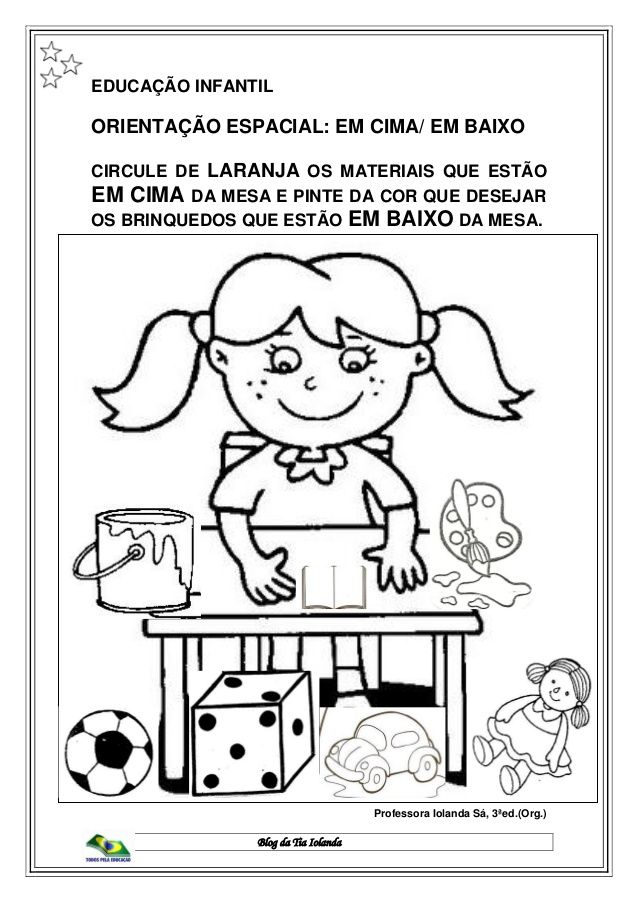 EDUCAÇÃO INFANTIL
ORIENTAÇÃO ESPACIAL: EM CIMA/ EM BAIXO
CIRCULE DE LARANJA OS MATERIAIS QUE ESTÃO
EM CIMA DA MESA E PINTE DA COR QUE DESEJAR
OS BRINQUEDOS QUE ESTÃO EM BAIXO DA MESA.
Professora Iolanda Sá, 3ªed.(Org.)
Blog da Tia Iolanda
TODOS PELA EDUCAÇÃO